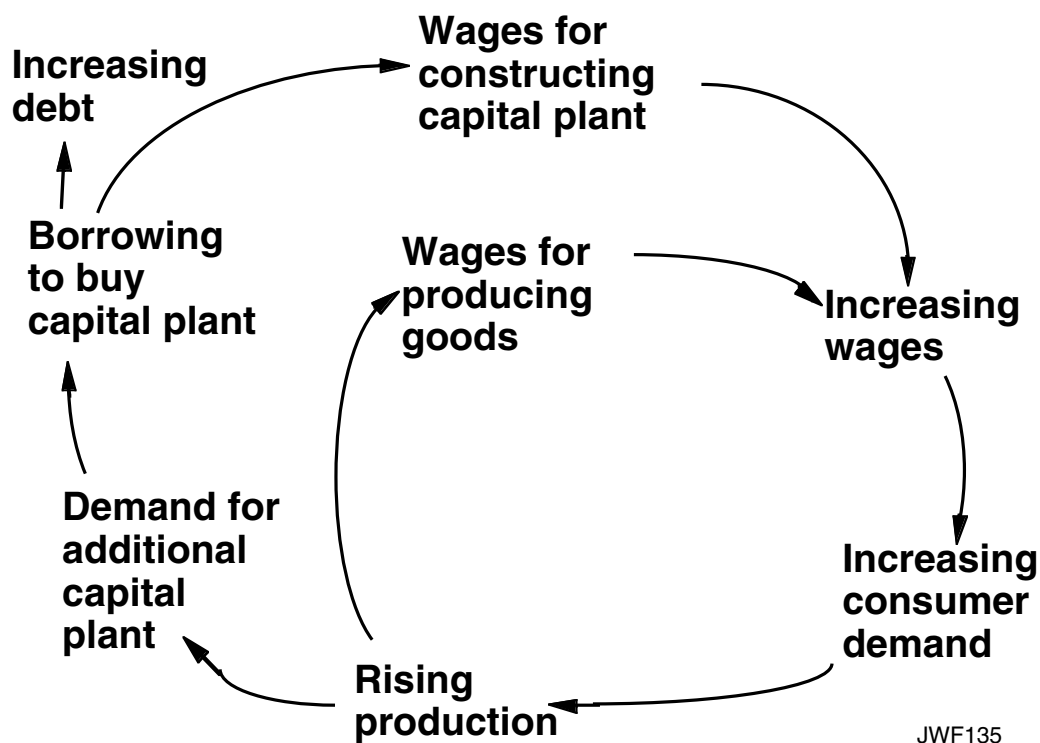 Increasing
debt
Wages for
constructing
capital plant
Borrowing
to buy
capital plant
Wages for
producing
goods
Increasing
wages
Demand for
additional
capital
plant
Increasing
consumer
demand
Rising
production
JWF135